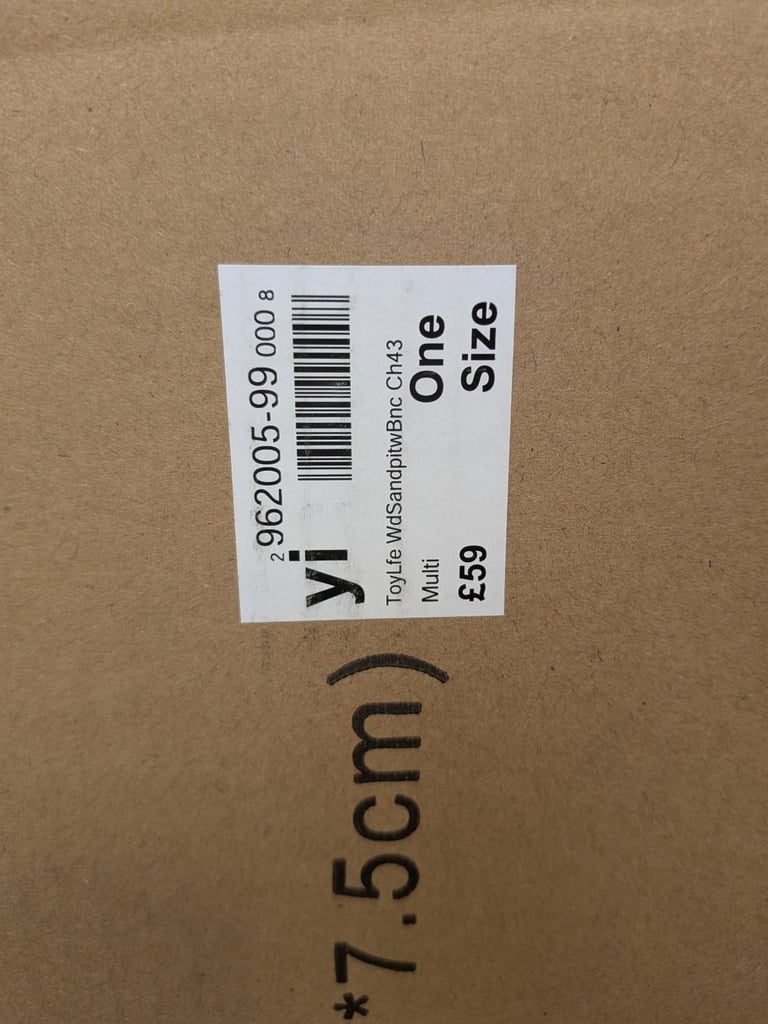 2 962005-99 000 8
yi
ToyLfe WdSandpitwBnc Ch43
Multi
One
£59
Size
*7.5cm)